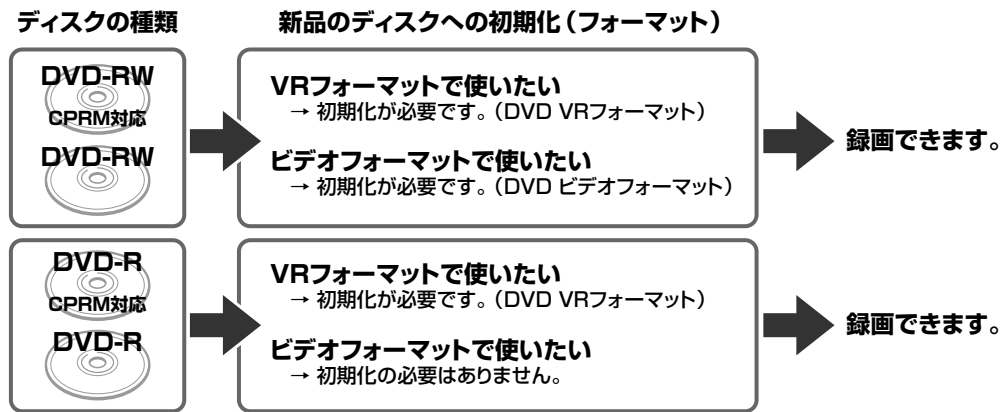 ディスクの種類
新品のディスクへの初期化（フォーマット）
DVD-RW
CPRM対応
DVD-RW
VRフォーマットで使いたい
→ 初期化が必要です。（DVD VRフォーマット）
ビデオフォーマットで使いたい
→ 初期化が必要です。（DVD ビデオフォーマット）
録画できます。
DVD-R
CPRM対応
DVD-R
VRフォーマットで使いたい
→ 初期化が必要です。（DVD VRフォーマット）
ビデオフォーマットで使いたい
→ 初期化の必要はありません。
録画できます。